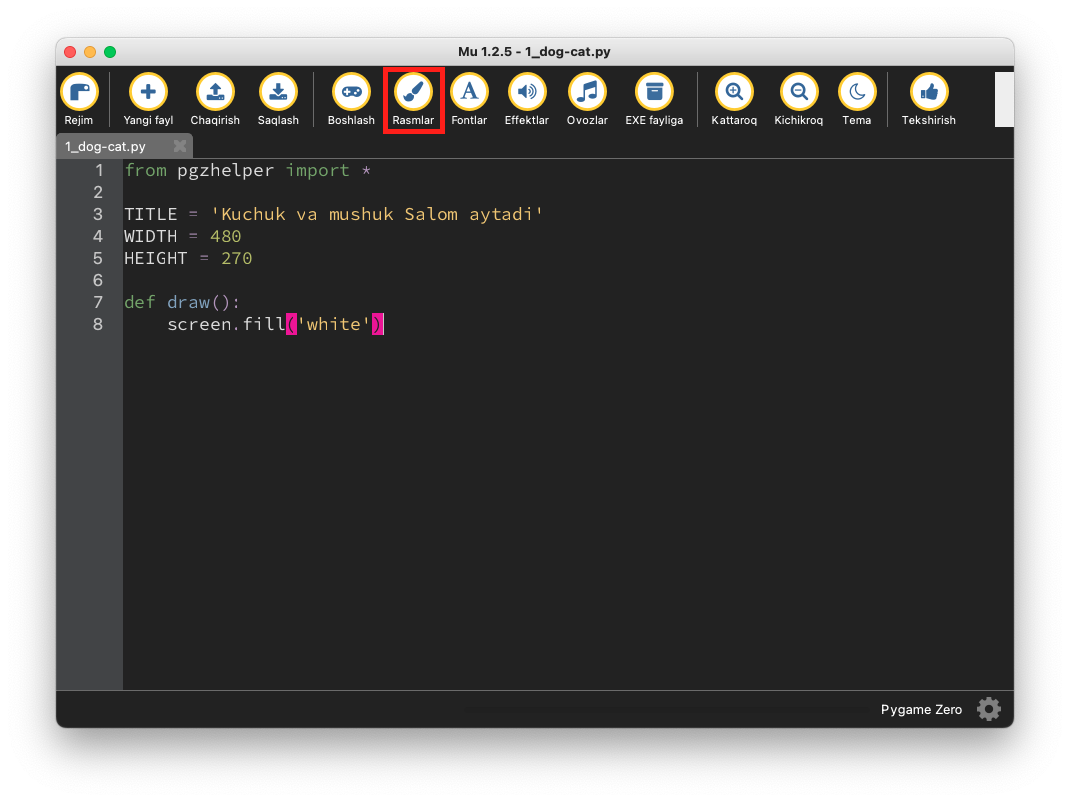 Mu 1.2.5 - 1_dog-cat.py
Rejim Yangi fayl Chaqirish Saqlash Boshlash Rasmlar Fontlar Effektlar Ovozlar EXE fayliga Kattaroq Kichikroq Tema Tekshirish
1_dog-cat.py
1 from pgzhelper import *
2
3 TITLE = 'Kuchuk va mushuk Salom aytadi'
4 WIDTH = 480
5 HEIGHT = 270
6
7 def draw():
8     screen.fill('white')
Pygame Zero